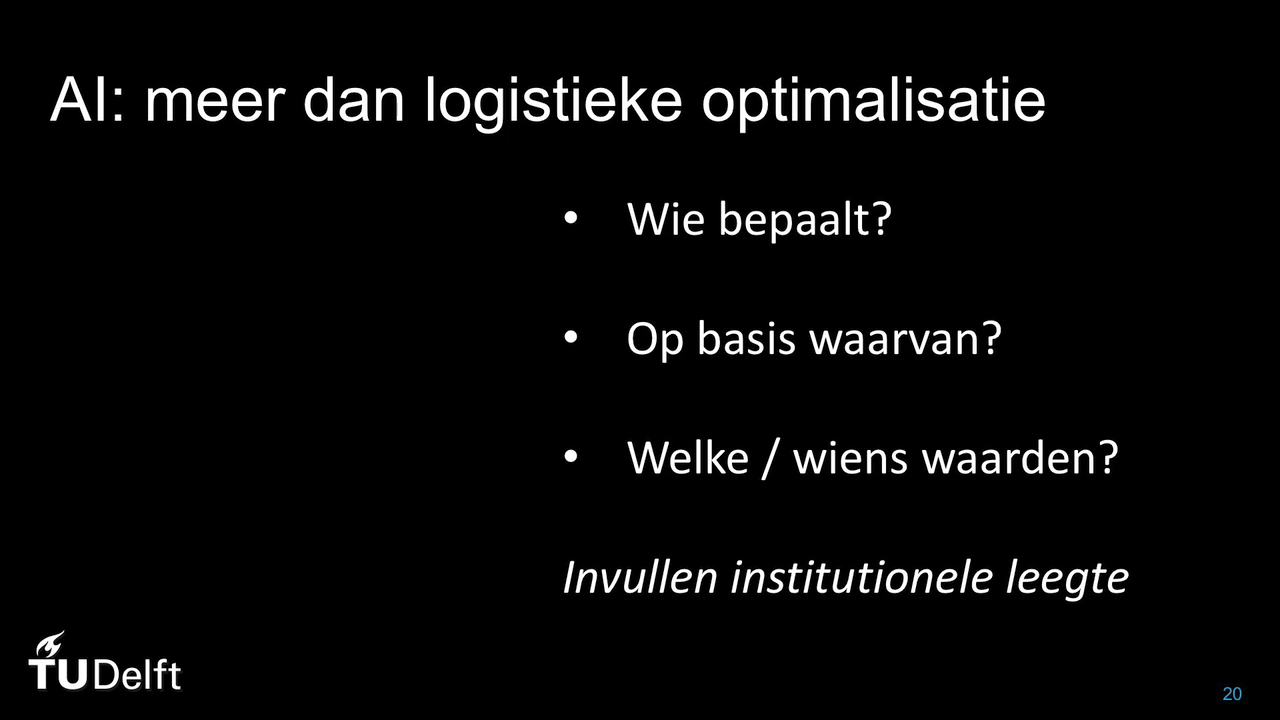 AI: meer dan logistieke optimalisatie
• Wie bepaalt?
• Op basis waarvan?
• Welke / wiens waarden?
Invullen institutionele leegte
TUDelft
20